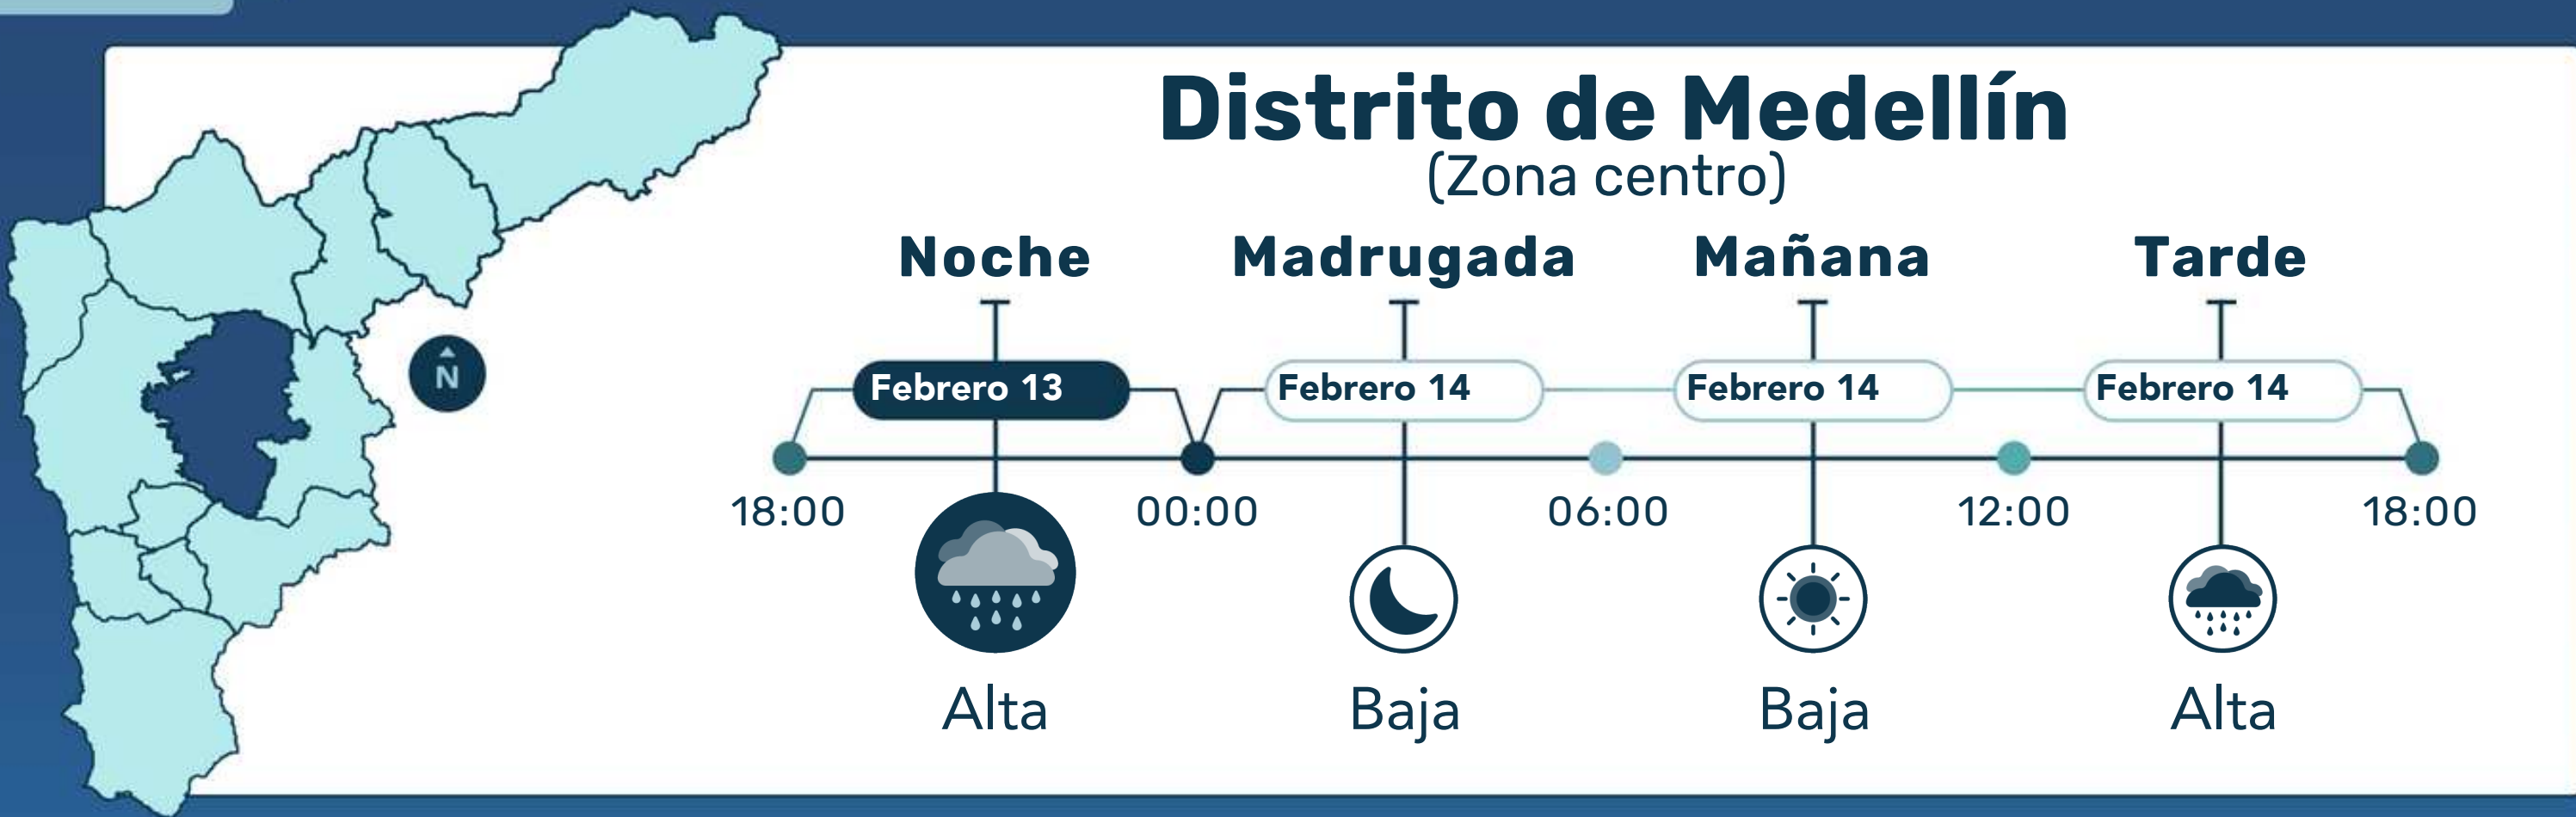 Distrito de Medellín
(Zona centro)
Noche Madrugada Mañana Tarde
N
Febrero 13 Febrero 14 Febrero 14 Febrero 14
18:00 00:00 06:00 12:00 18:00
Alta Baja Baja Alta